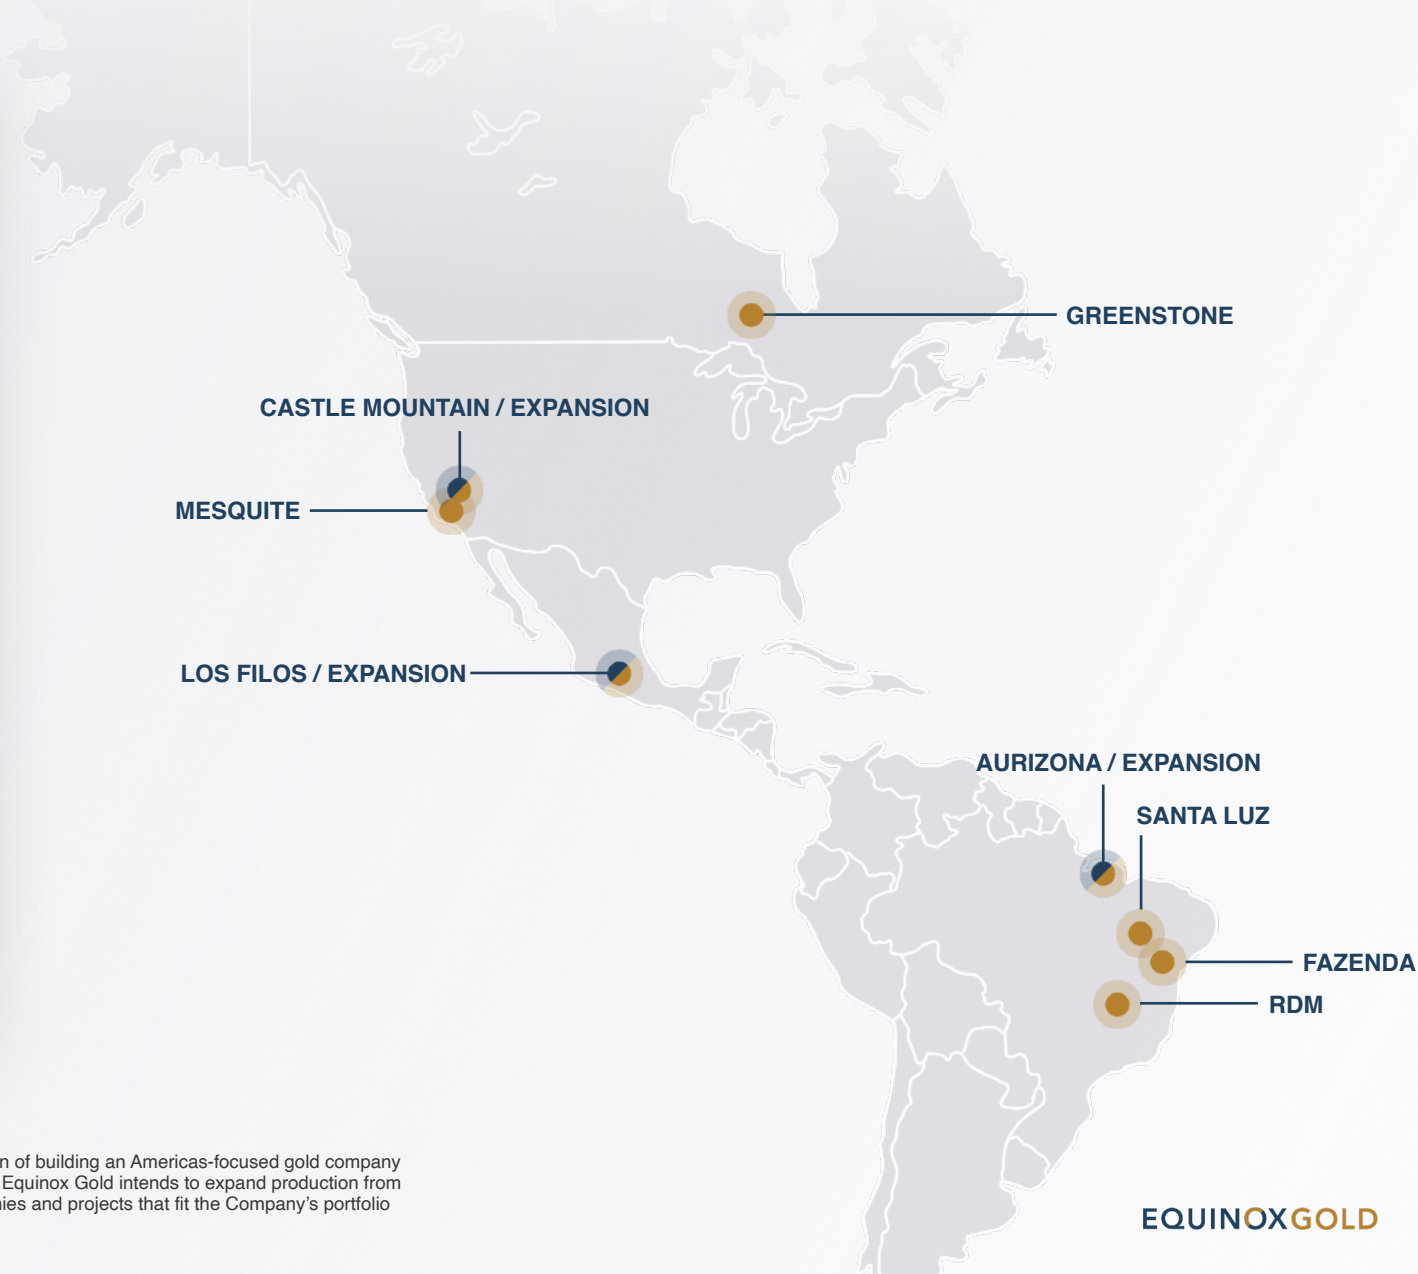 GREENSTONE
CASTLE MOUNTAIN / EXPANSION
MESQUITE
LOS FILOS / EXPANSION
AURIZONA / EXPANSION
SANTA LUZ
FAZENDA
RDM
of building an Americas-focused gold company
Equinox Gold intends to expand production from
and projects that fit the Company's portfolio
EQUINOXGOLD